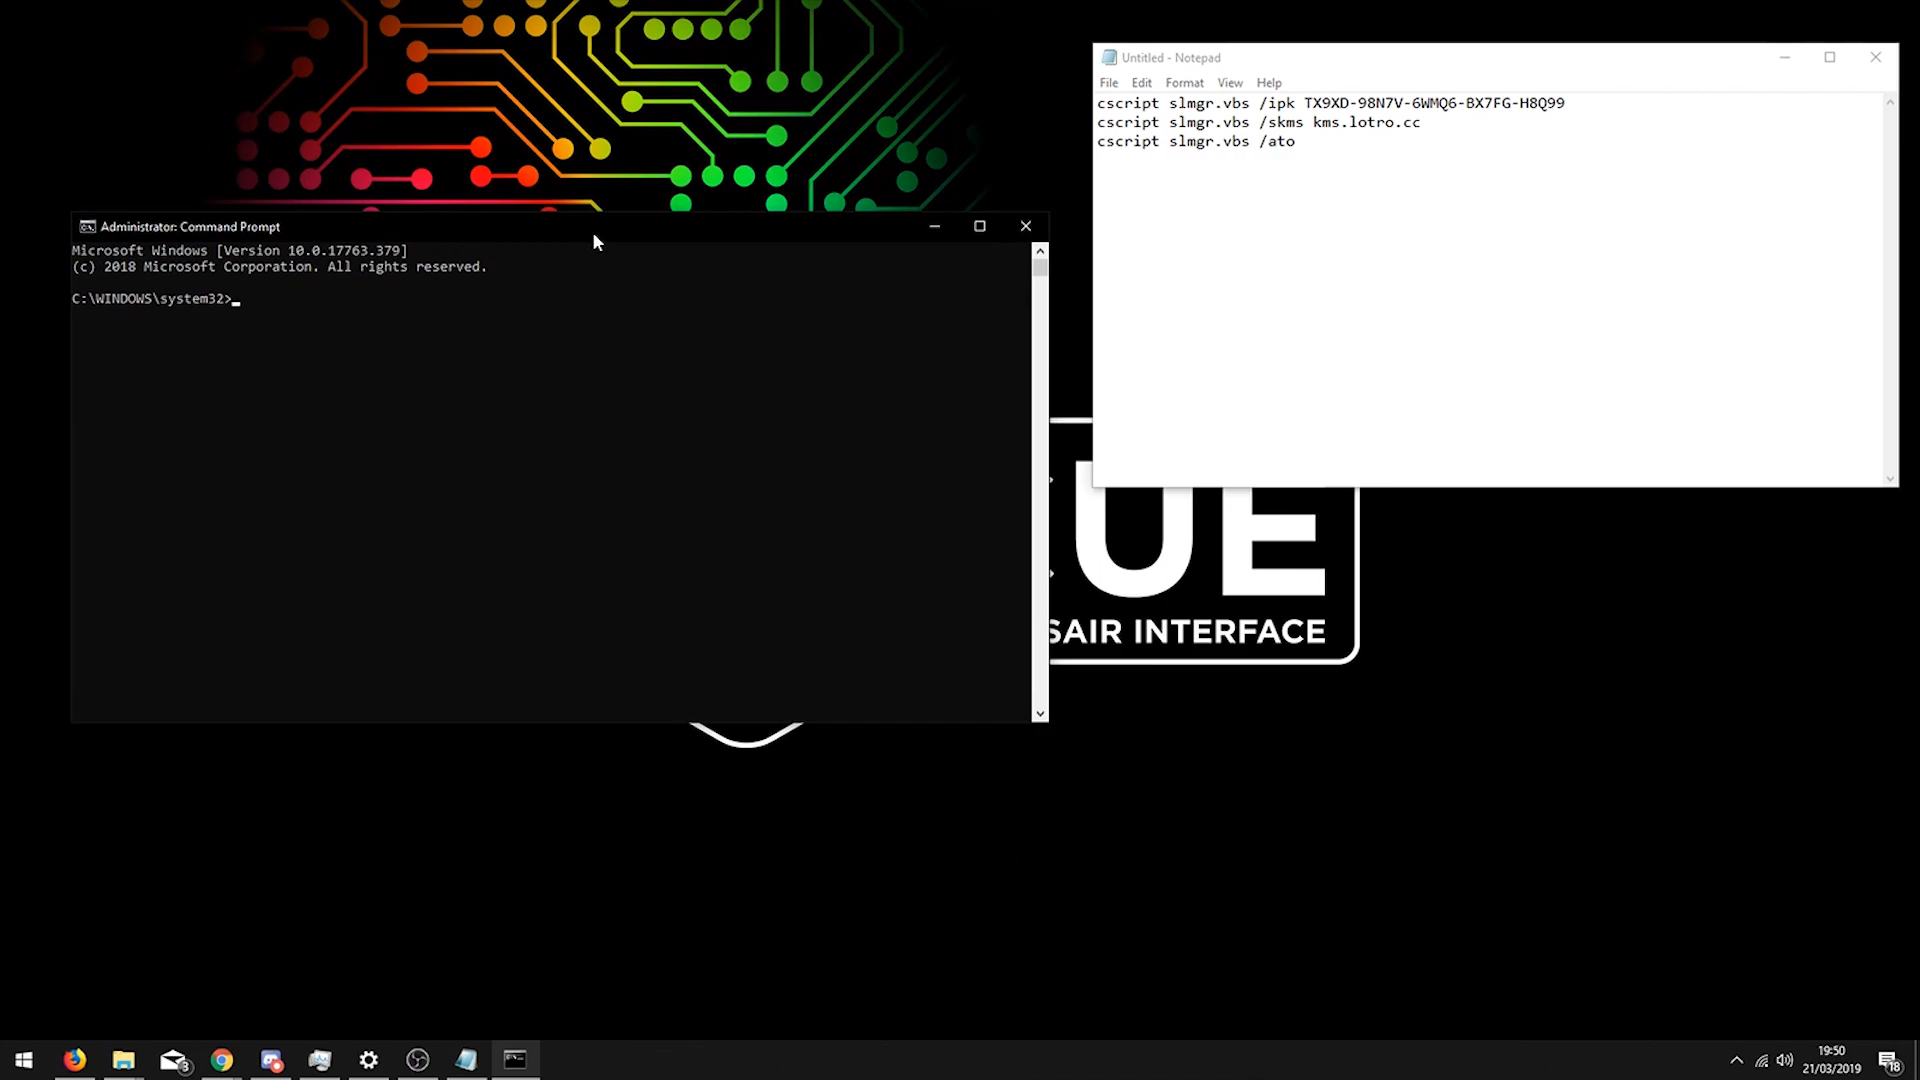 Untitled - Notepad
File Edit Format View Help
cscript slmgr.vbs /ipk TX9XD-98N7V-6WMQ6-BX7FG-H8Q99
cscript slmgr.vbs /skms kms.lotro.cc
cscript slmgr.vbs /ato
Administrator: Command Prompt
Microsoft Windows [Version 10.0.17763.379]
(c) 2018 Microsoft Corporation. All rights reserved.
C:\WINDOWS\system32>
UE
SAIR INTERFACE
3
19:50
21/03/2019
18